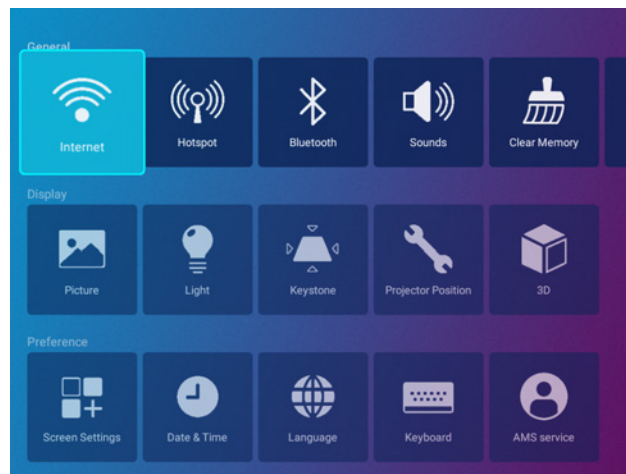 General
Internet
Hotspot
Bluetooth
Sounds
Clear Memory
Display
Picture
Light
Keystone
Projector Position
3D
Preference
Screen Settings
Date & Time
Language
Keyboard
AMS service